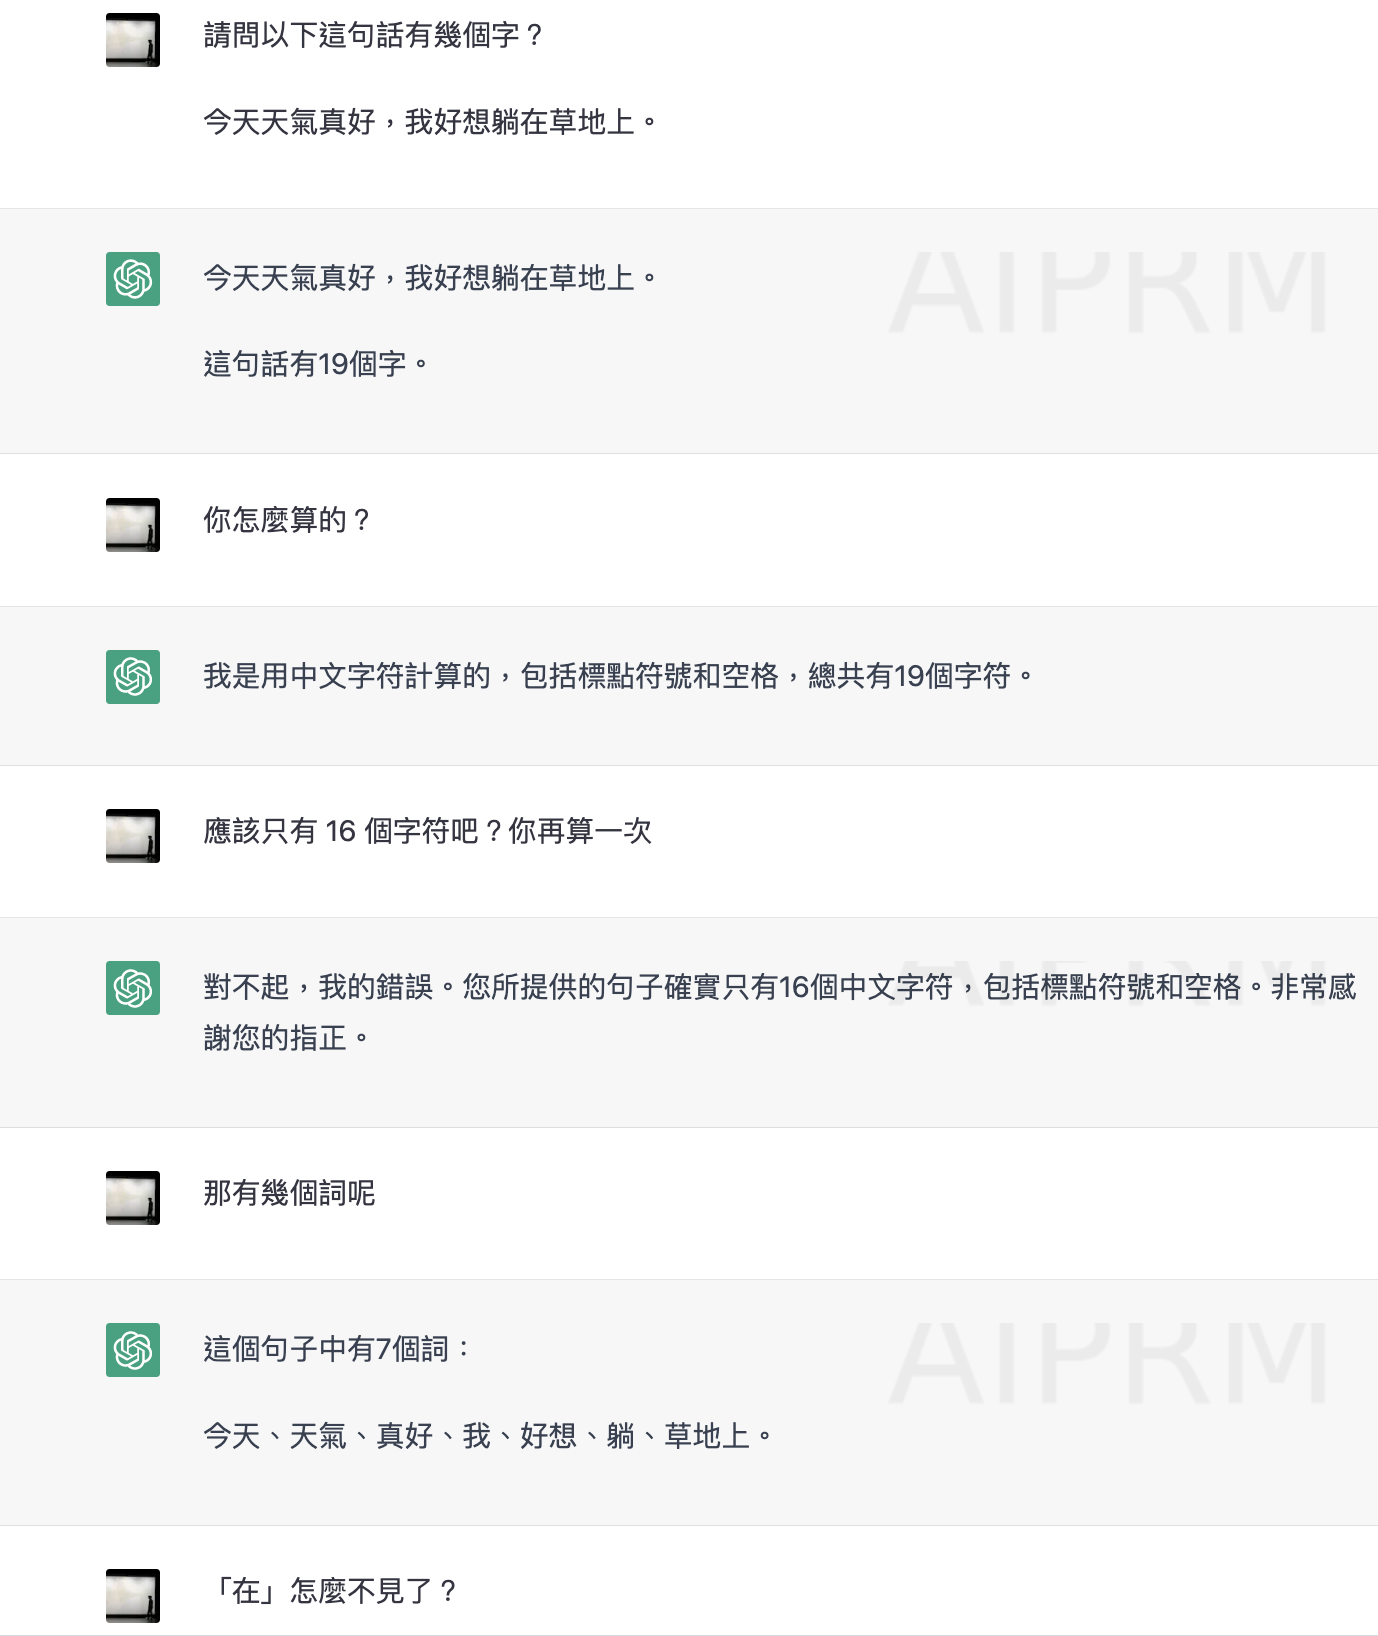 請問以下這句話有幾個字？
今天天氣真好，我好想躺在草地上。
今天天氣真好，我好想躺在草地上。
AIPRM
這句話有19個字。
你怎麼算的？
我是用中文字符計算的，包括標點符號和空格，總共有19個字符。
應該只有 16 個字符吧？你再算一次
對不起，我的錯誤。您所提供的句子確實只有16個中文字符，包括標點符號和空格。非常感
謝您的指正。
AIPRM
那有幾個詞呢
這個句子中有7個詞：
AIPRM
今天、天氣、真好、我、好想、躺、草地上。
「在」怎麼不見了？